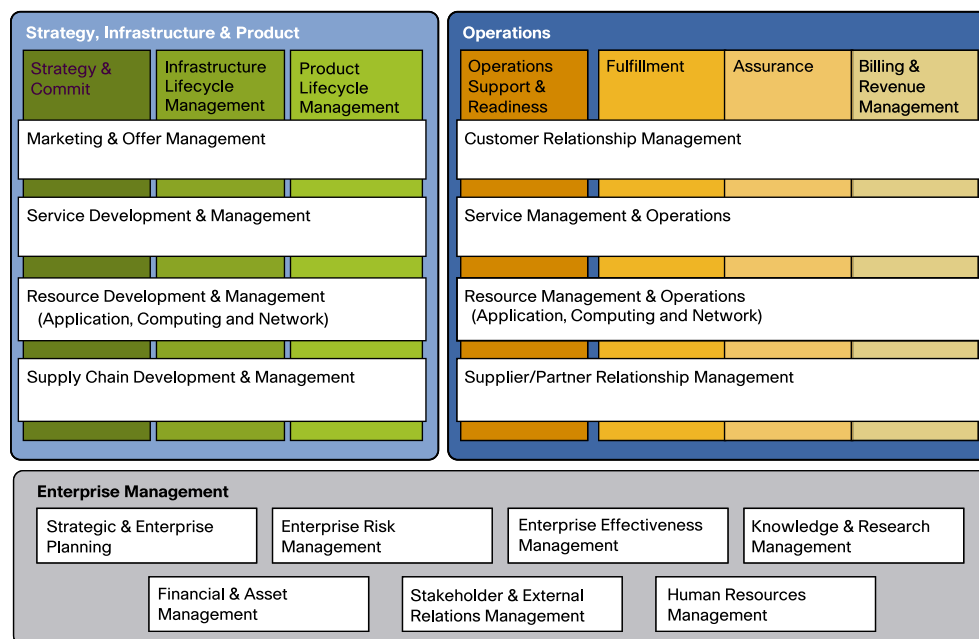 Strategy, Infrastructure & Product
Strategy &
Commit
Infrastructure
Lifecycle
Management
Product
Lifecycle
Management
Marketing & Offer Management
Service Development & Management
Resource Development & Management
(Application, Computing and Network)
Supply Chain Development & Management
Operations
Operations
Support &
Readiness
Fulfillment
Assurance
Billing &
Revenue
Management
Customer Relationship Management
Service Management & Operations
Resource Management & Operations
(Application, Computing and Network)
Supplier/Partner Relationship Management
Enterprise Management
Strategic & Enterprise
Planning
Enterprise Risk
Management
Enterprise Effectiveness
Management
Knowledge & Research
Management
Financial & Asset
Management
Stakeholder & External
Relations Management
Human Resources
Management